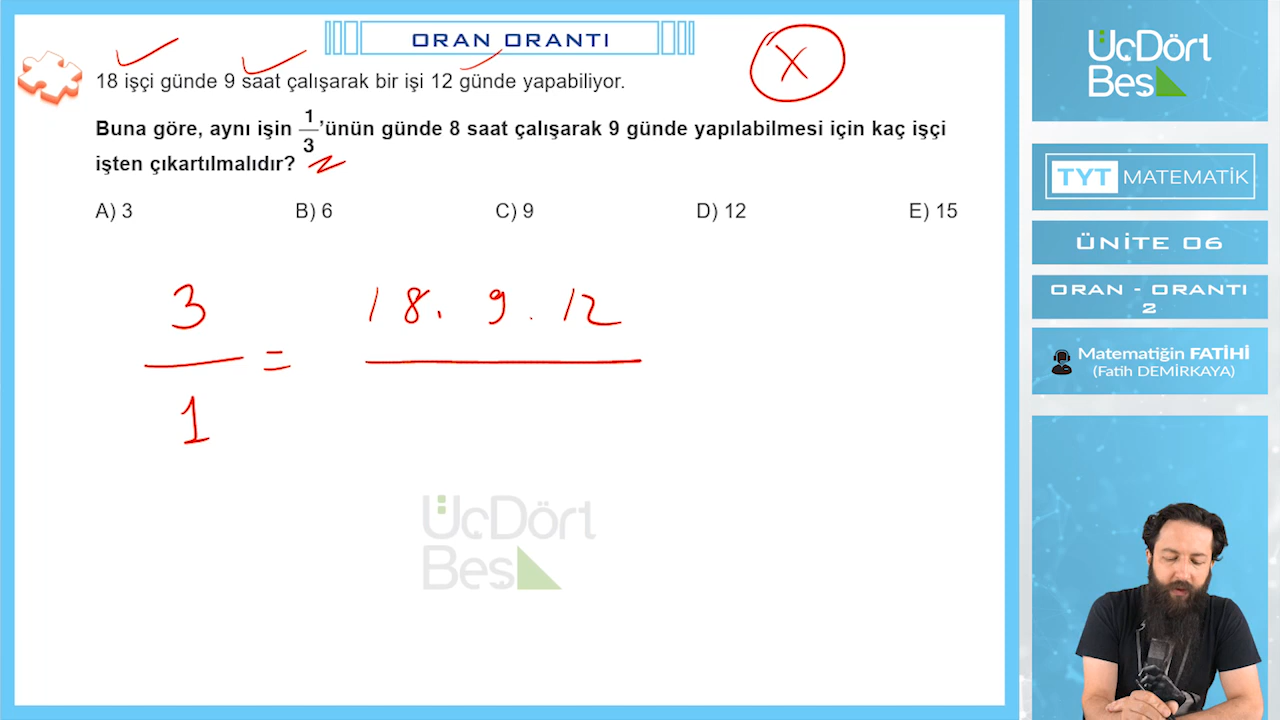 ORAN ORANTI
18 işçi günde 9 saat çalışarak bir işi 12 günde yapabiliyor.
Buna göre, aynı işin 1/3'ünün günde 8 saat çalışarak 9 günde yapılabilmesi için kaç işçi
işten çıkartılmalıdır?
A) 3 B) 6 C) 9 D) 12 E) 15
X
3/1 = 18. 9. 12
ÜçDört
Beş
ÜçDört
Beş
TYT MATEMATİK
ÜNİTE 06
ORAN - ORANTI
2
Matematiğin FATİHİ
(Fatih DEMİRKAYA)